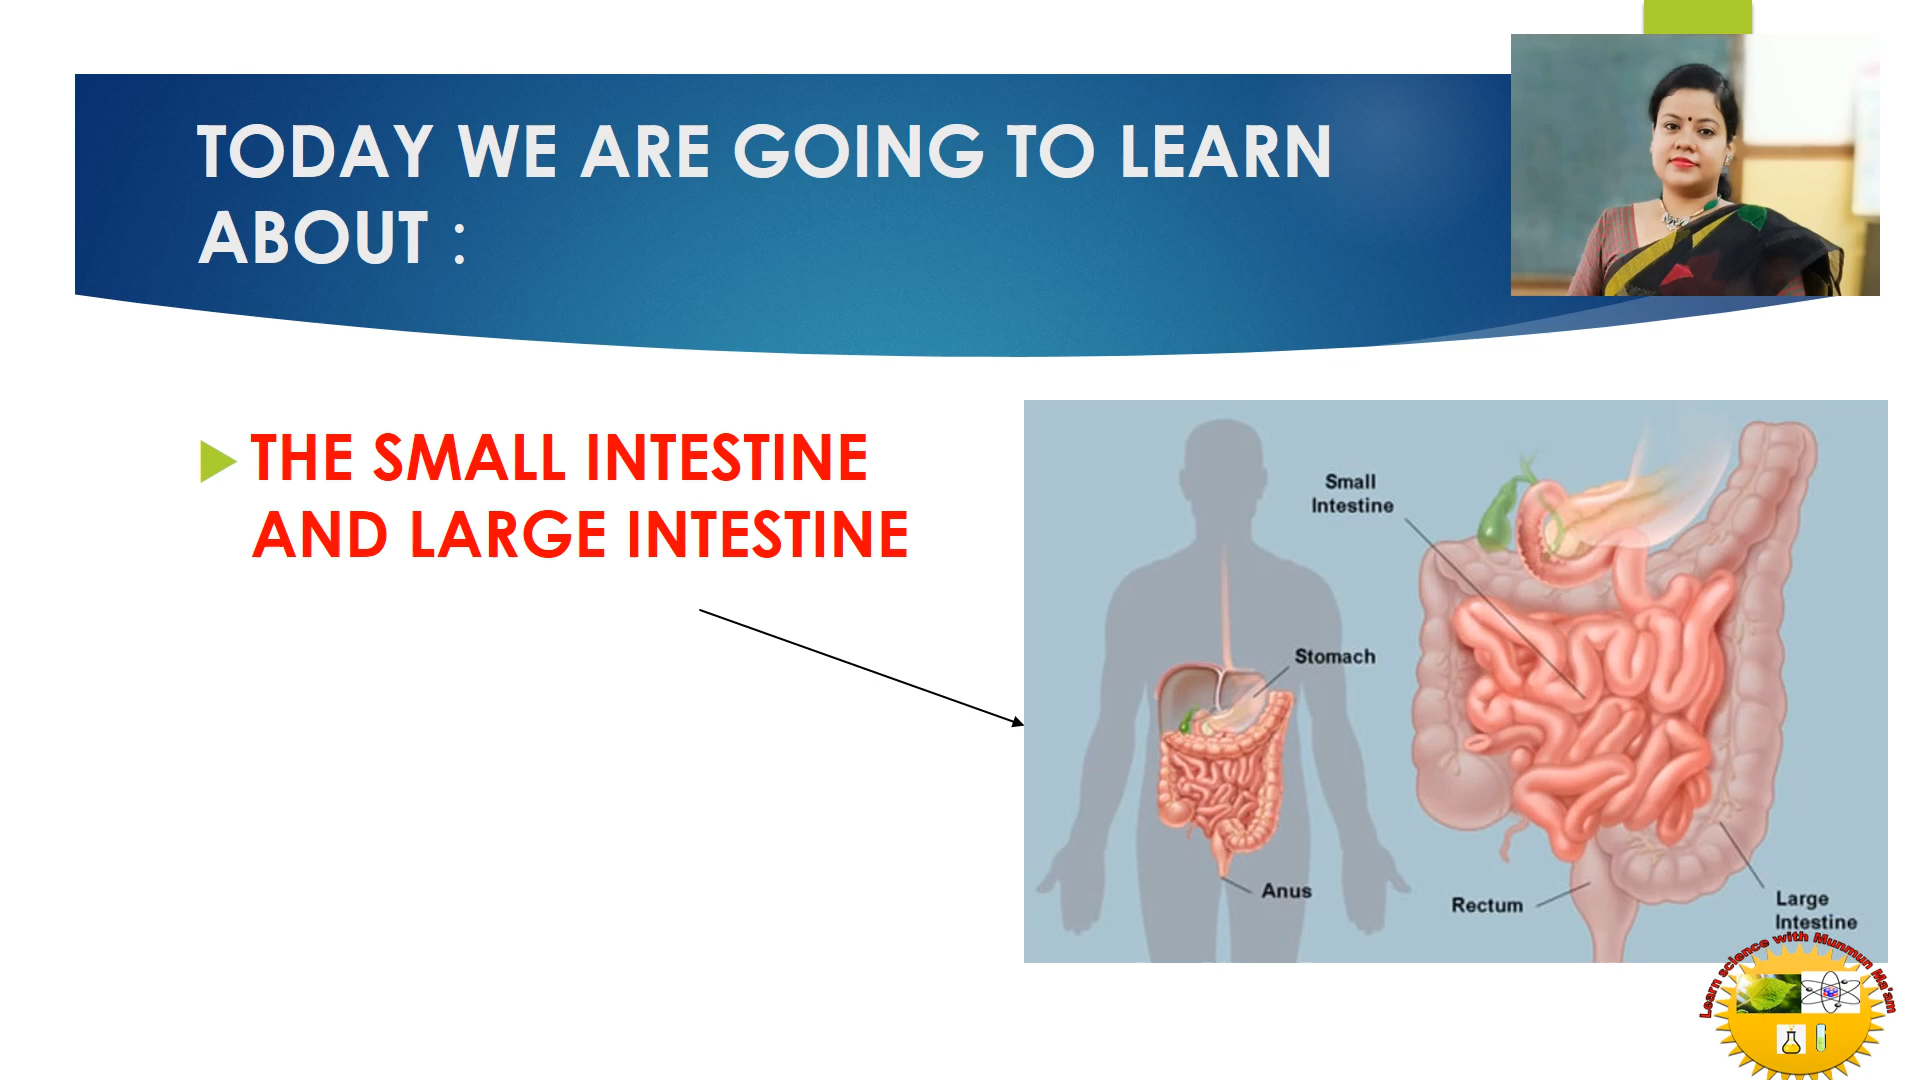 TODAY WE ARE GOING TO LEARN
ABOUT :
THE SMALL INTESTINE
AND LARGE INTESTINE
Small
Intestine
Stomach
Anus
Rectum
Large
Intestine
Learn science with Munmun Ma'am